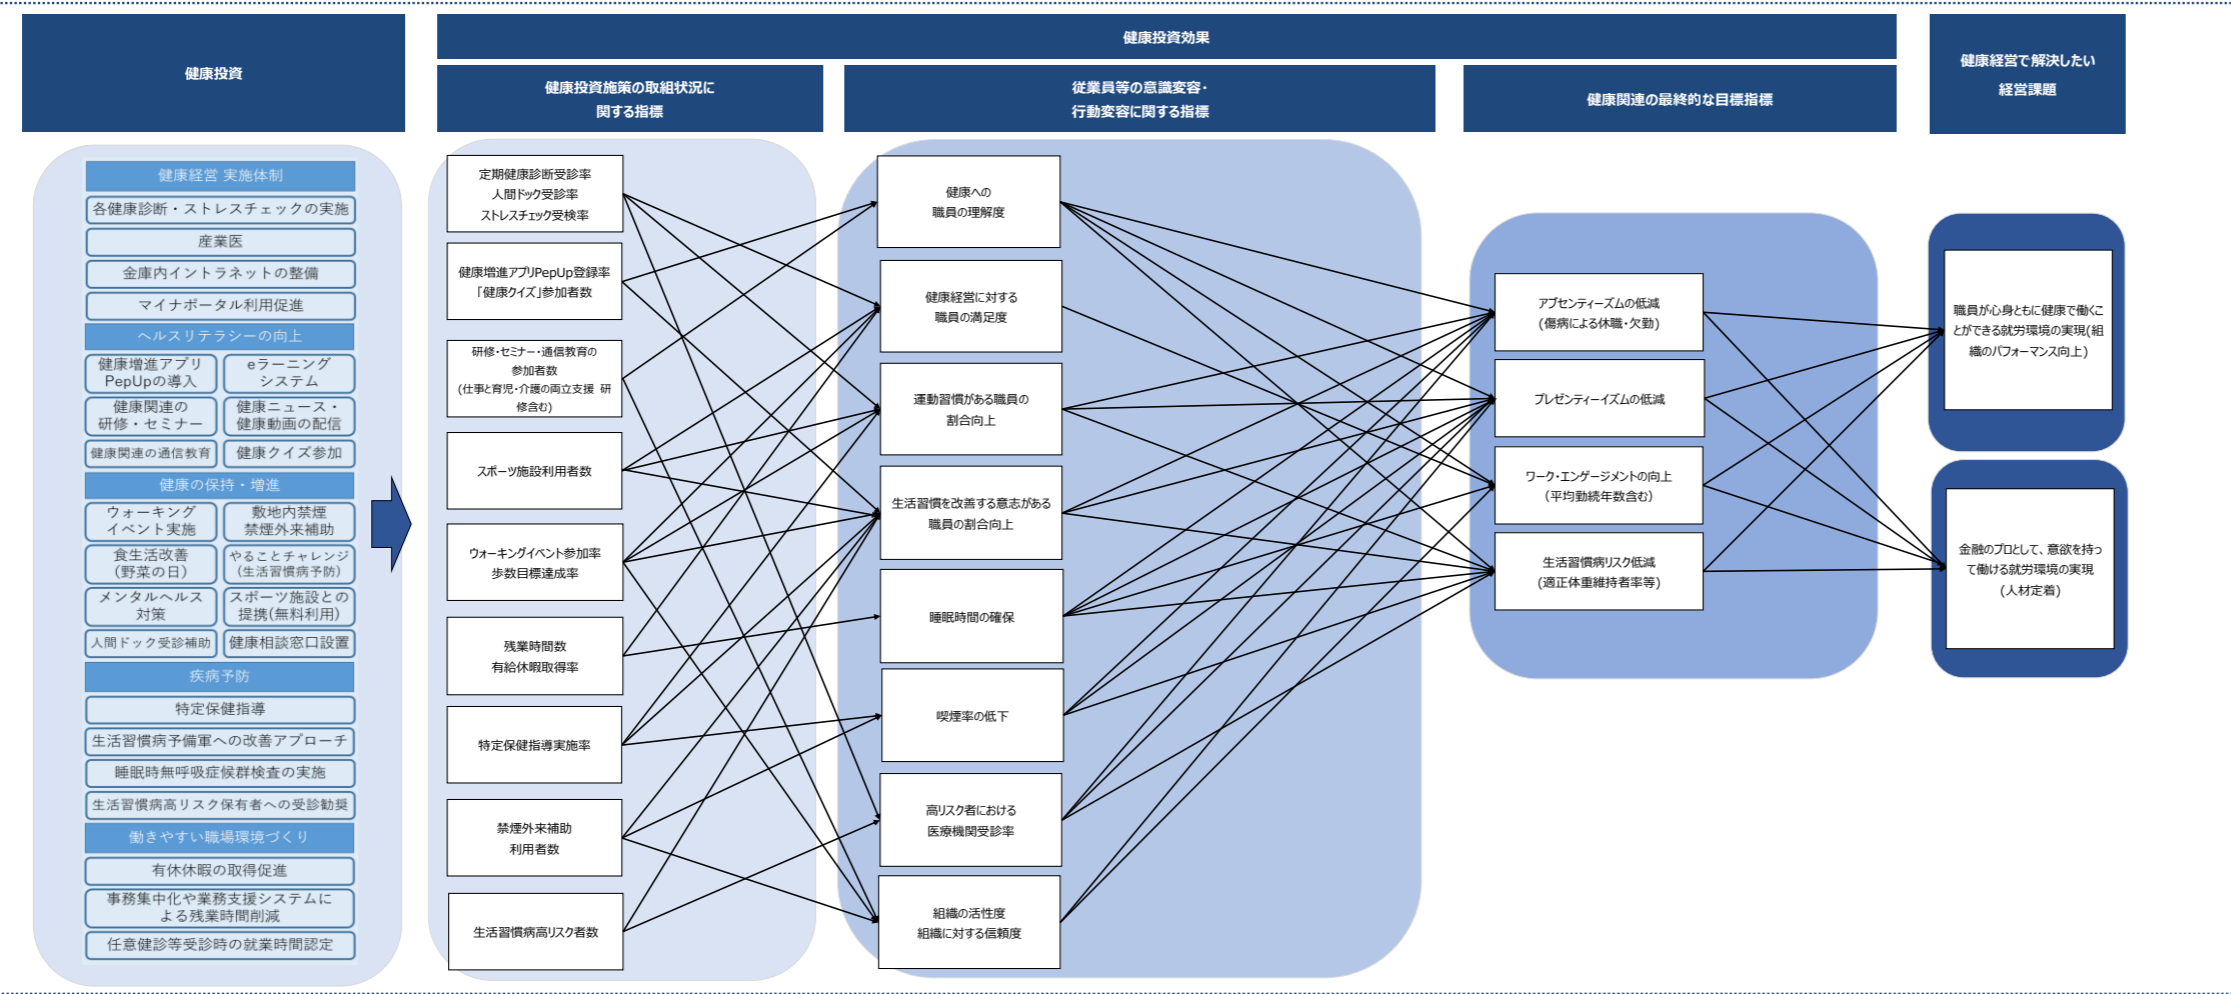 健康投資
健康投資効果
健康投資施策の取組状況に
関する指標
従業員等の意識変容・
行動変容に関する指標
健康関連の最終的な目標指標
健康経営で解決したい
経営課題
健康経営 実施体制
各健康診断・ストレスチェックの実施
産業医
金庫内イントラネットの整備
マイナポータル利用促進
ヘルスリテラシーの向上
健康増進アプリ
PepUpの導入
eラーニング
システム
健康関連の
研修・セミナー
健康ニュース・
健康動画の配信
健康関連の通信教育
健康クイズ参加
健康の保持・増進
ウォーキング
イベント実施
敷地内禁煙
禁煙外来補助
食生活改善
(野菜の日)
やることチャレンジ
(生活習慣病予防)
メンタルヘルス
対策
スポーツ施設との
提携(無料利用)
人間ドック受診補助
健康相談窓口設置
疾病予防
特定保健指導
生活習慣病予備軍への改善アプローチ
睡眠時無呼吸症候群検査の実施
生活習慣病高リスク保有者への受診勧奨
働きやすい職場環境づくり
有休休暇の取得促進
事務集中化や業務支援システムに
よる残業時間削減
任意健診等受診時の就業時間認定
定期健康診断受診率
人間ドック受診率
ストレスチェック受検率
健康増進アプリPepUp登録率
「健康クイズ」参加者数
研修・セミナー・通信教育の
参加者数
(仕事と育児・介護の両立支援 研
修含む)
スポーツ施設利用者数
ウォーキングイベント参加率
歩数目標達成率
残業時間数
有給休暇取得率
特定保健指導実施率
禁煙外来補助
利用者数
生活習慣病高リスク者数
健康への
職員の理解度
健康経営に対する
職員の満足度
運動習慣がある職員の
割合向上
生活習慣を改善する意志がある
職員の割合向上
睡眠時間の確保
喫煙率の低下
高リスク者における
医療機関受診率
組織の活性度
組織に対する信頼度
アブセンティーズムの低減
(傷病による休職・欠勤)
プレゼンティーイズムの低減
ワーク・エンゲージメントの向上
(平均勤続年数含む)
生活習慣病リスク低減
(適正体重維持者率等)
職員が心身ともに健康で働くこ
とができる就労環境の実現(組
織のパフォーマンス向上)
金融のプロとして、意欲を持っ
て働ける就労環境の実現
(人材定着)